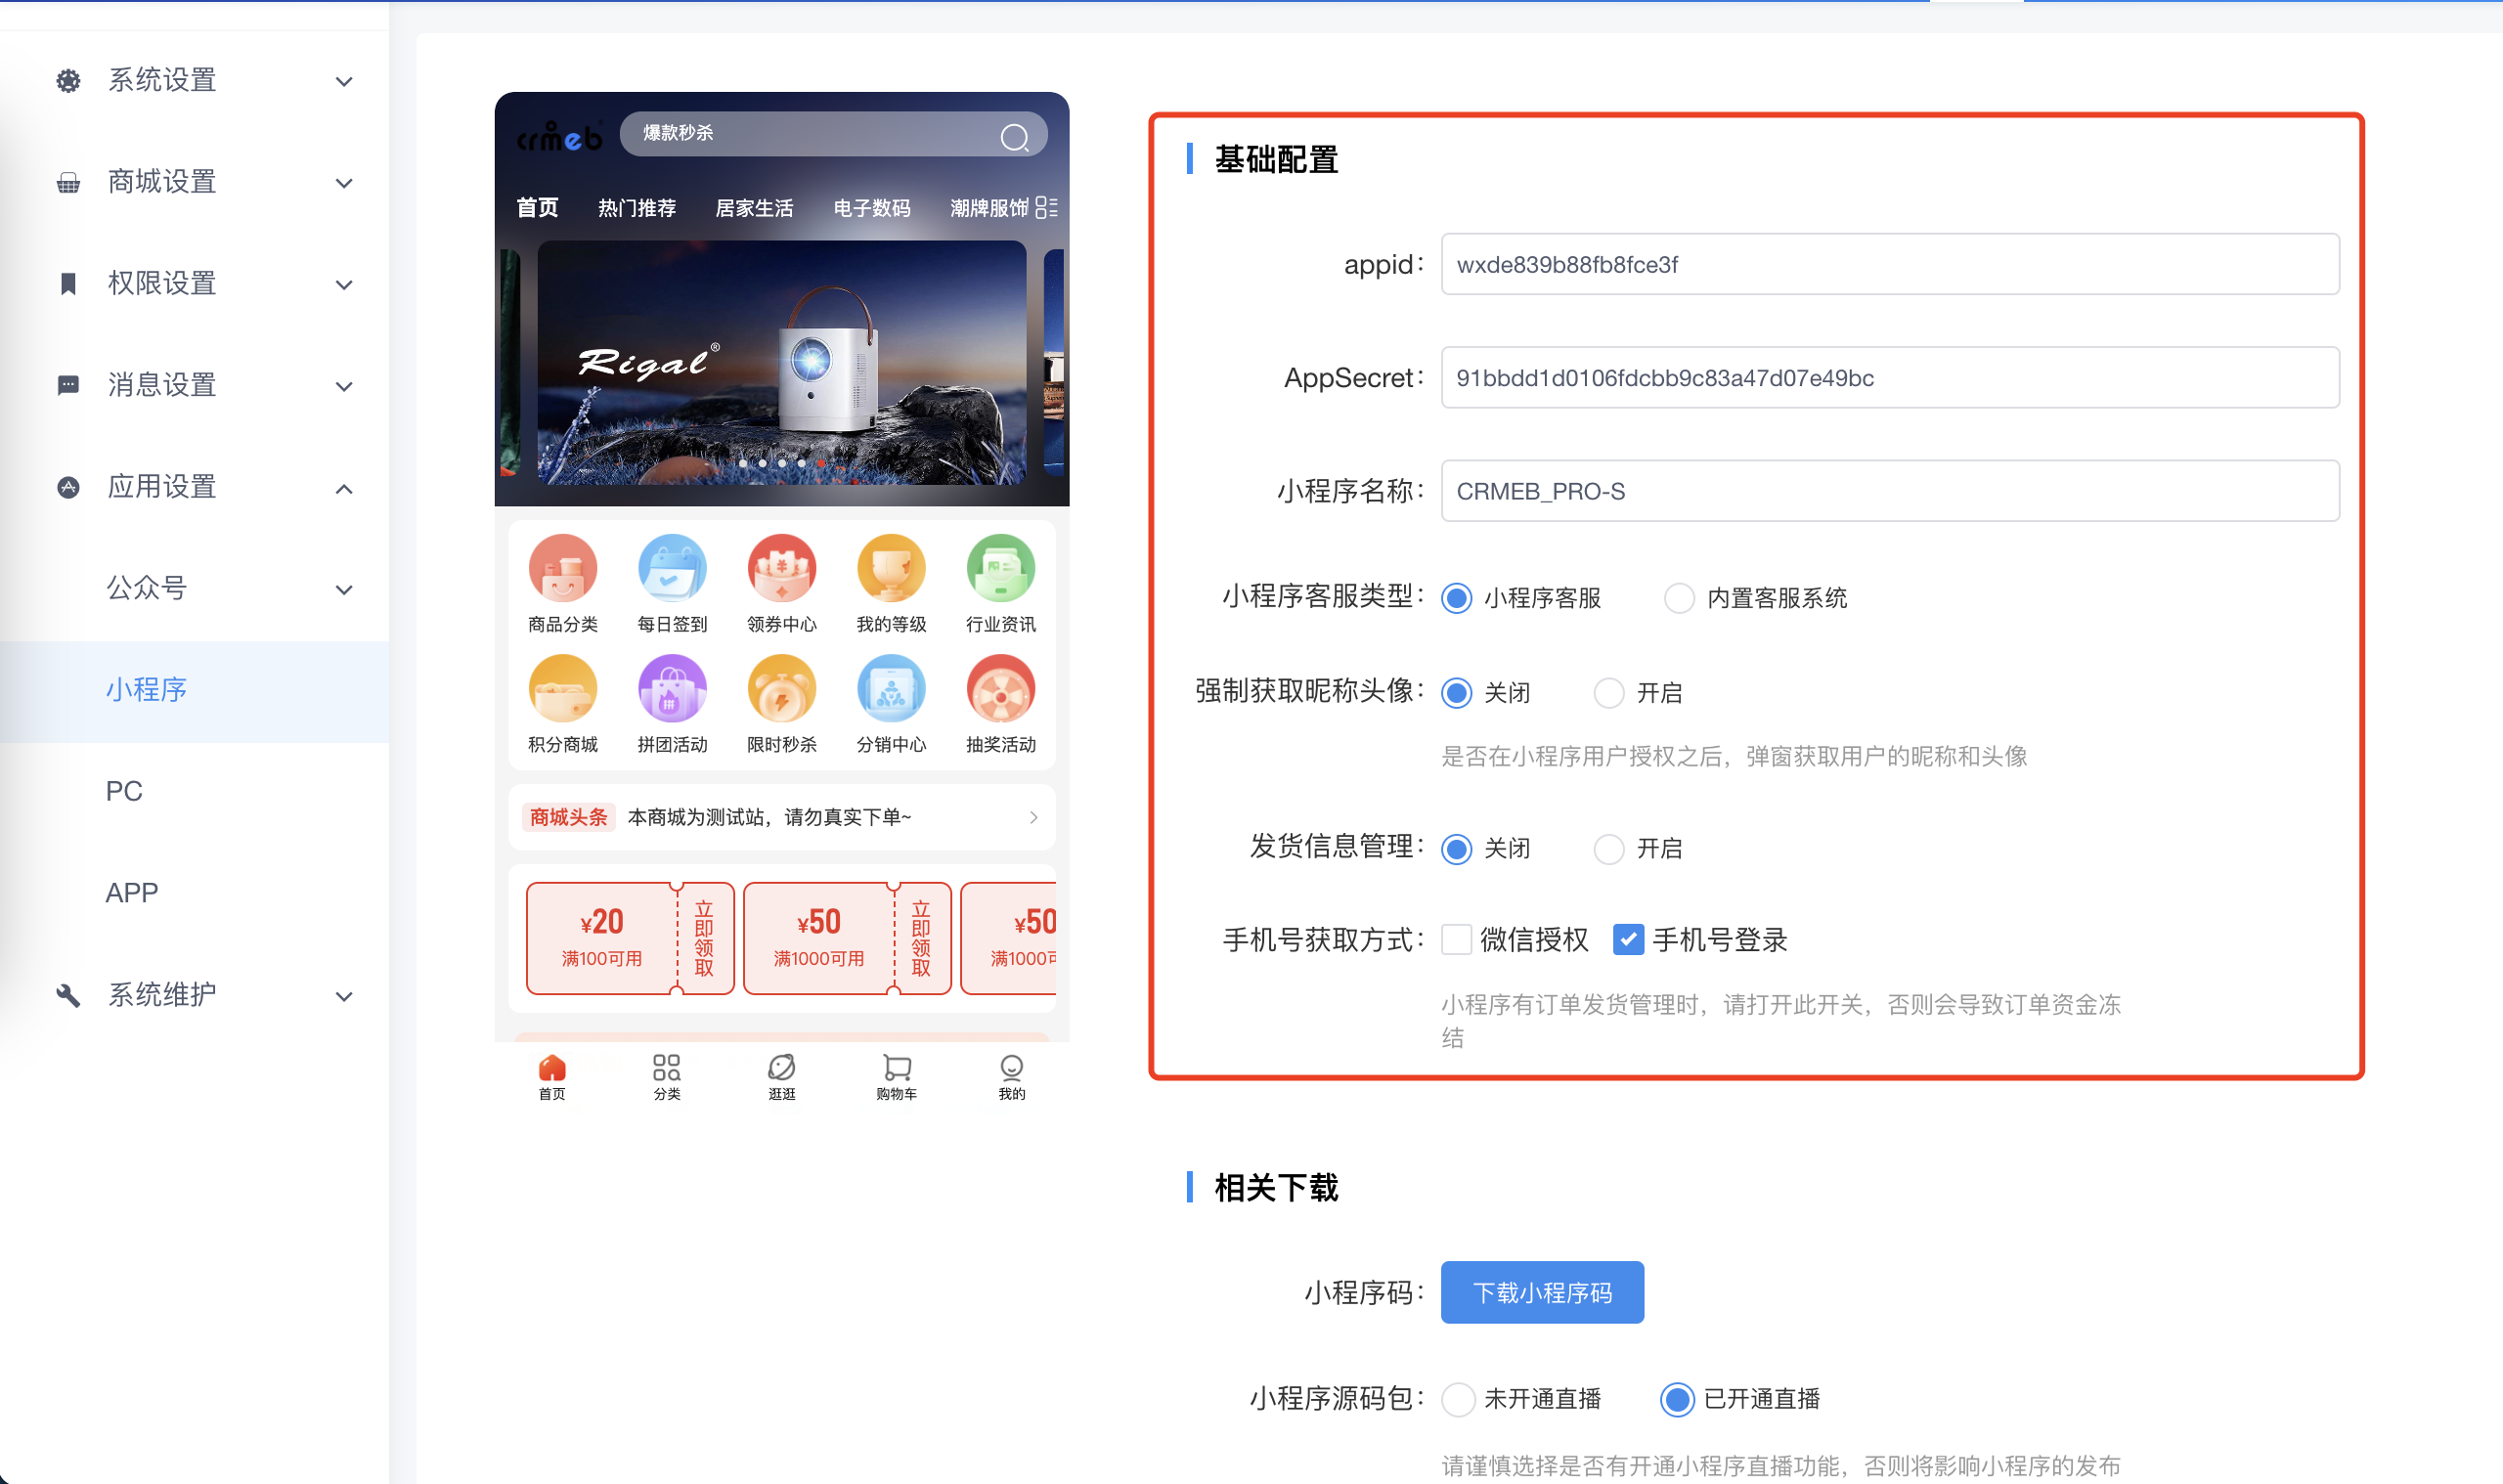 系统设置
商城设置
权限设置
消息设置
应用设置
公众号
小程序
PC
APP
系统维护
crmeb
爆款秒杀
首页 热门推荐 居家生活 电子数码 潮牌服饰
Rigal®
商品分类 每日签到 领券中心 我的等级 行业资讯
积分商城 拼团活动 限时秒杀 分销中心 抽奖活动
商城头条 本商城为测试站，请勿真实下单~
¥20 立即领取 ¥50 立即领取 ¥50
满100可用 满1000可用 满1000可
首页 分类 逛逛 购物车 我的
基础配置
appid： wxde839b88fb8fce3f
AppSecret： 91bbdd1d0106fdcbb9c83a47d07e49bc
小程序名称： CRMEB_PRO-S
小程序客服类型： 小程序客服 内置客服系统
强制获取昵称头像： 关闭 开启
是否在小程序用户授权之后，弹窗获取用户的昵称和头像
发货信息管理： 关闭 开启
手机号获取方式： 微信授权 手机号登录
小程序有订单发货管理时，请打开此开关，否则会导致订单资金冻
结
相关下载
小程序码： 下载小程序码
小程序源码包： 未开通直播 已开通直播
请谨慎选择是否有开通小程序直播功能，否则将影响小程序的发布